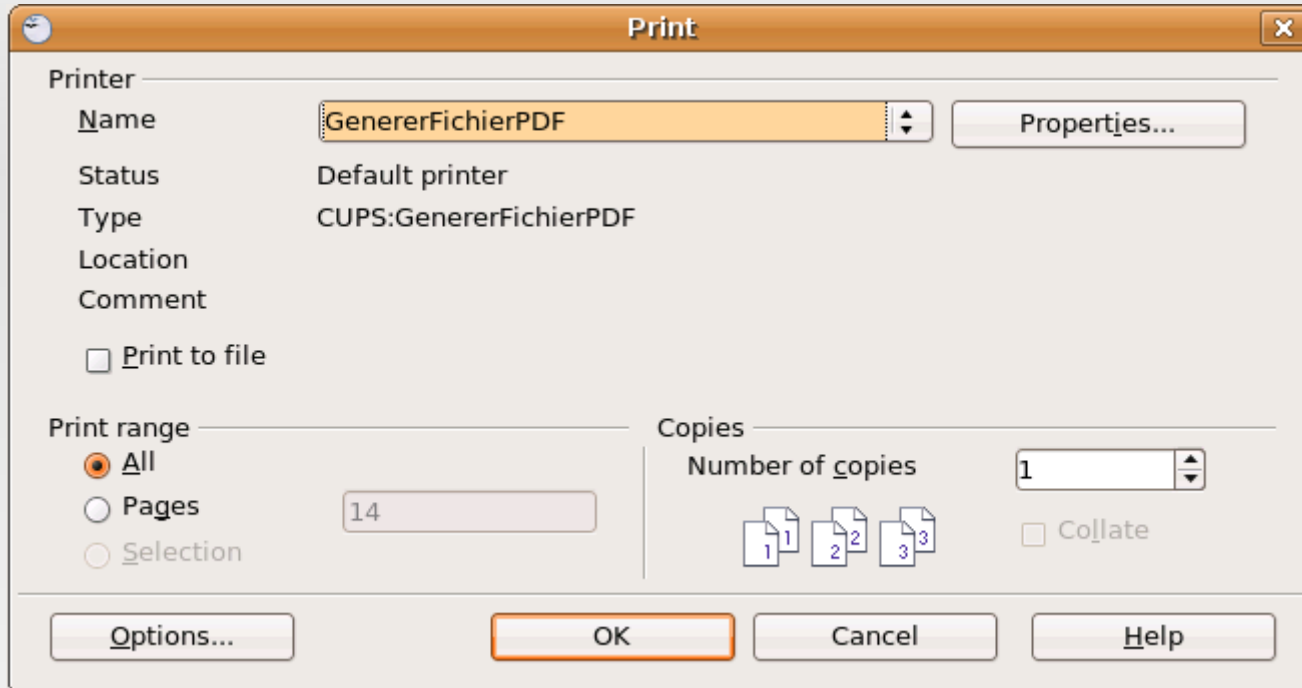 Print
Printer
Name GenererFichierPDF Properties...
Status Default printer
Type CUPS:GenererFichierPDF
Location
Comment
Print to file
Print range
All
Pages 14
Selection
Copies
Number of copies 1
1 1 2 2 3 3
Collate
Options... OK Cancel Help